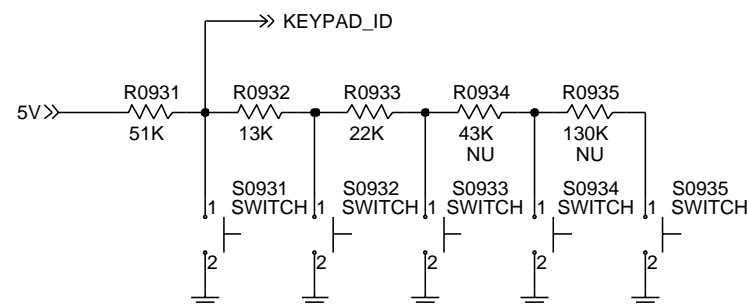 KEYPAD_ID
R0931 R0932 R0933 R0934 R0935
5V
51K 13K 22K 43K 130K
NU NU
S0931 S0932 S0933 S0934 S0935
1 SWITCH 1 SWITCH 1 SWITCH 1 SWITCH 1 SWITCH
2 2 2 2 2